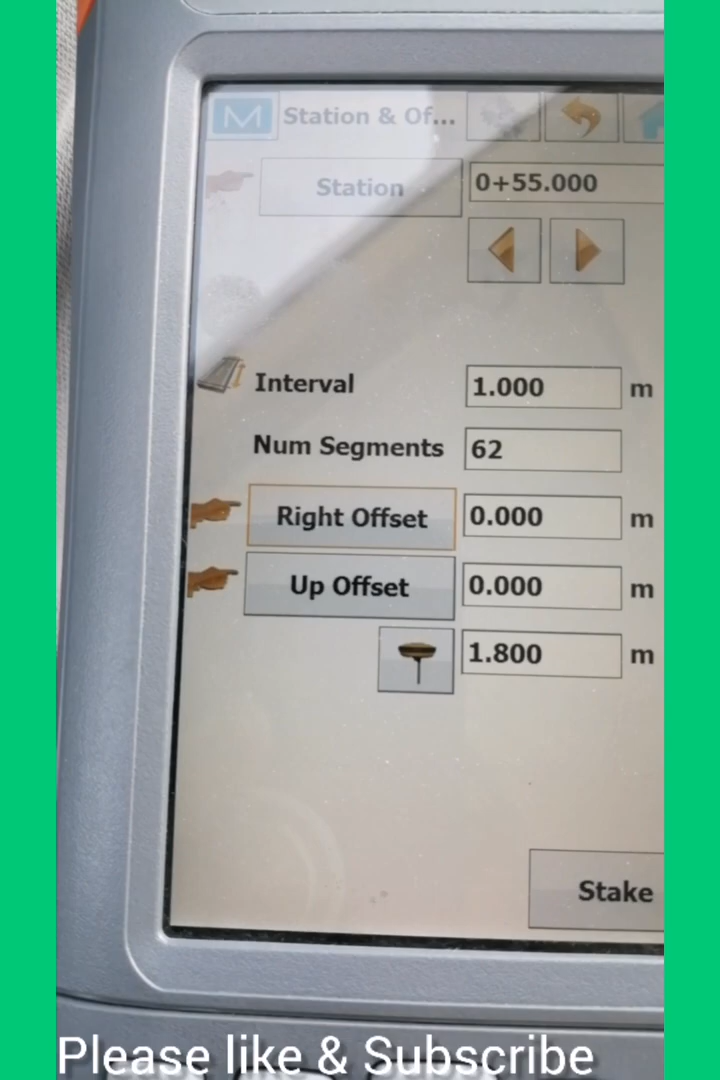 M Station & Of...
Station 0+55.000
Interval 1.000 m
Num Segments 62
Right Offset 0.000 m
Up Offset 0.000 m
1.800 m
Stake
Please like & Subscribe